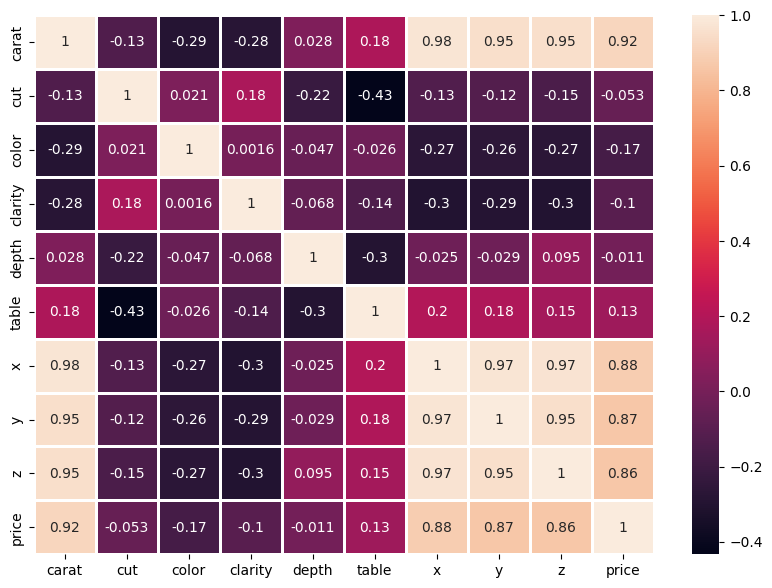 carat 1 -0.13 -0.29 -0.28 0.028 0.18 0.98 0.95 0.95 0.92
cut -0.13 1 0.021 0.18 -0.22 -0.43 -0.13 -0.12 -0.15 -0.053
color -0.29 0.021 1 0.0016 -0.047 -0.026 -0.27 -0.26 -0.27 -0.17
clarity -0.28 0.18 0.0016 1 -0.068 -0.14 -0.3 -0.29 -0.3 -0.1
depth 0.028 -0.22 -0.047 -0.068 1 -0.3 -0.025 -0.029 0.095 -0.011
table 0.18 -0.43 -0.026 -0.14 -0.3 1 0.2 0.18 0.15 0.13
x 0.98 -0.13 -0.27 -0.3 -0.025 0.2 1 0.97 0.97 0.88
y 0.95 -0.12 -0.26 -0.29 -0.029 0.18 0.97 1 0.95 0.87
z 0.95 -0.15 -0.27 -0.3 0.095 0.15 0.97 0.95 1 0.86
price 0.92 -0.053 -0.17 -0.1 -0.011 0.13 0.88 0.87 0.86 1
carat cut color clarity depth table x y z price
1.0
0.8
0.6
0.4
0.2
0.0
−0.2
−0.4